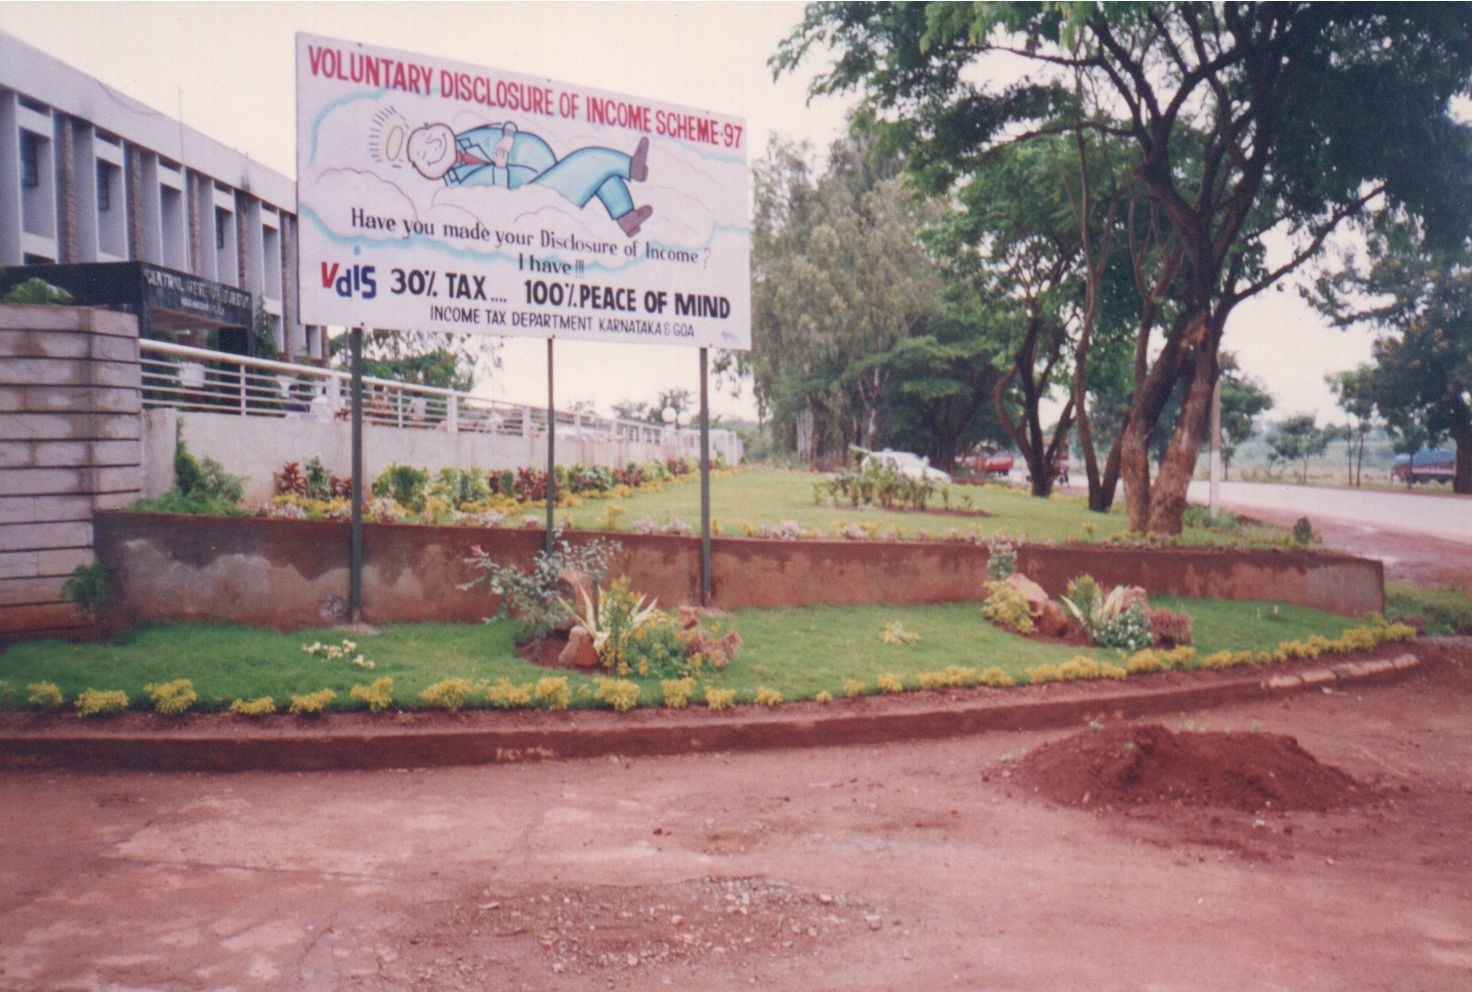 VOLUNTARY DISCLOSURE OF INCOME SCHEME-97
Have you made your Disclosure of Income?
I have!!!
VdiS 30% TAX.... 100% PEACE OF MIND
INCOME TAX DEPARTMENT KARNATAKA & GOA
CENTRAL